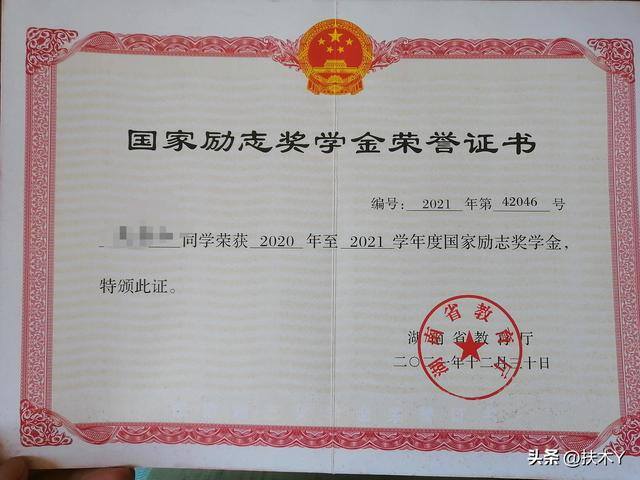 国家励志奖学金荣誉证书
编号: 2021 年第 42046 号
同学荣获 2020 年至 2021 学年度国家励志奖学金,
特颁此证。
湖南省教育厅
湖南省教育厅
二〇二一年十二月三十日
头条 @扶木Y